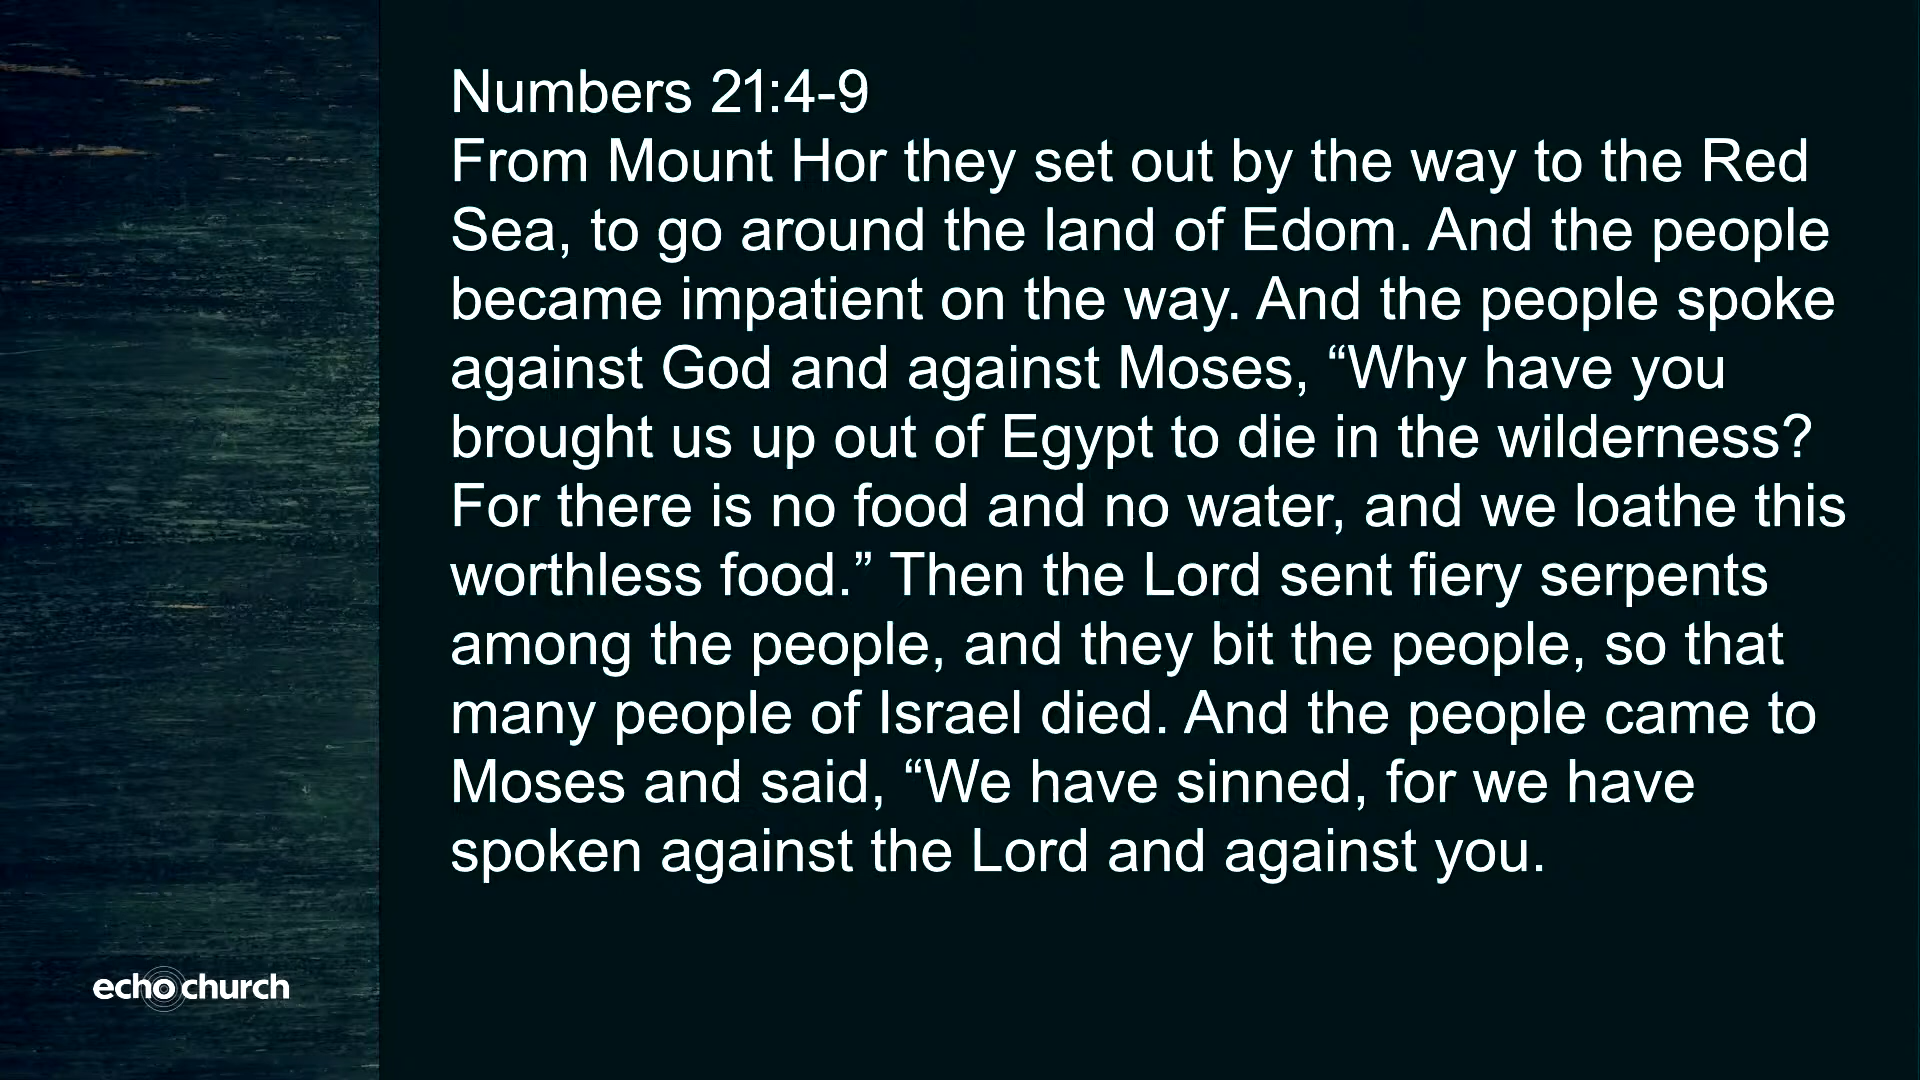 Numbers 21:4-9
From Mount Hor they set out by the way to the Red
Sea, to go around the land of Edom. And the people
became impatient on the way. And the people spoke
against God and against Moses, “Why have you
brought us up out of Egypt to die in the wilderness?
For there is no food and no water, and we loathe this
worthless food.” Then the Lord sent fiery serpents
among the people, and they bit the people, so that
many people of Israel died. And the people came to
Moses and said, “We have sinned, for we have
spoken against the Lord and against you.
echo church